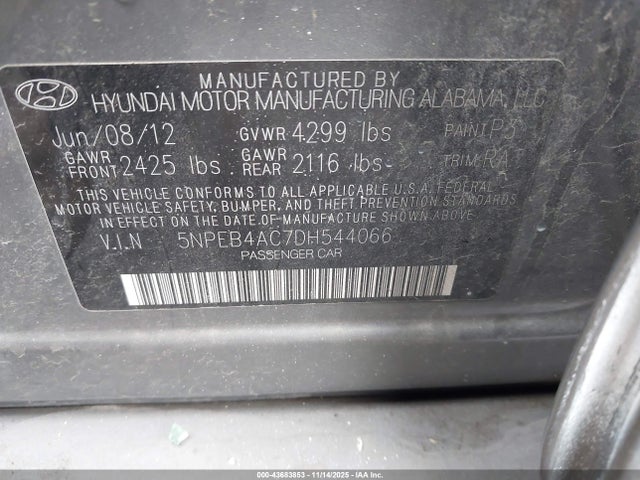 MANUFACTURED BY
HYUNDAI MOTOR MANUFACTURING ALABAMA, LLC
Jun/08/12 GVWR 4299 lbs PAINT P3
GAWR FRONT 2425 lbs GAWR REAR 2116 lbs TRIM
THIS VEHICLE CONFORMS TO ALL APPLICABLE U.S.A. FEDERAL
MOTOR VEHICLE SAFETY, BUMPER, AND THEFT PREVENTION
STANDARDS IN EFFECT ON THE
DATE OF MANUFACTURE SHOWN ABOVE
V.I.N 5NPEB4AC7DH544066
PASSENGER CAR
000-43683853 | 11/14/2025 | IAA Inc.